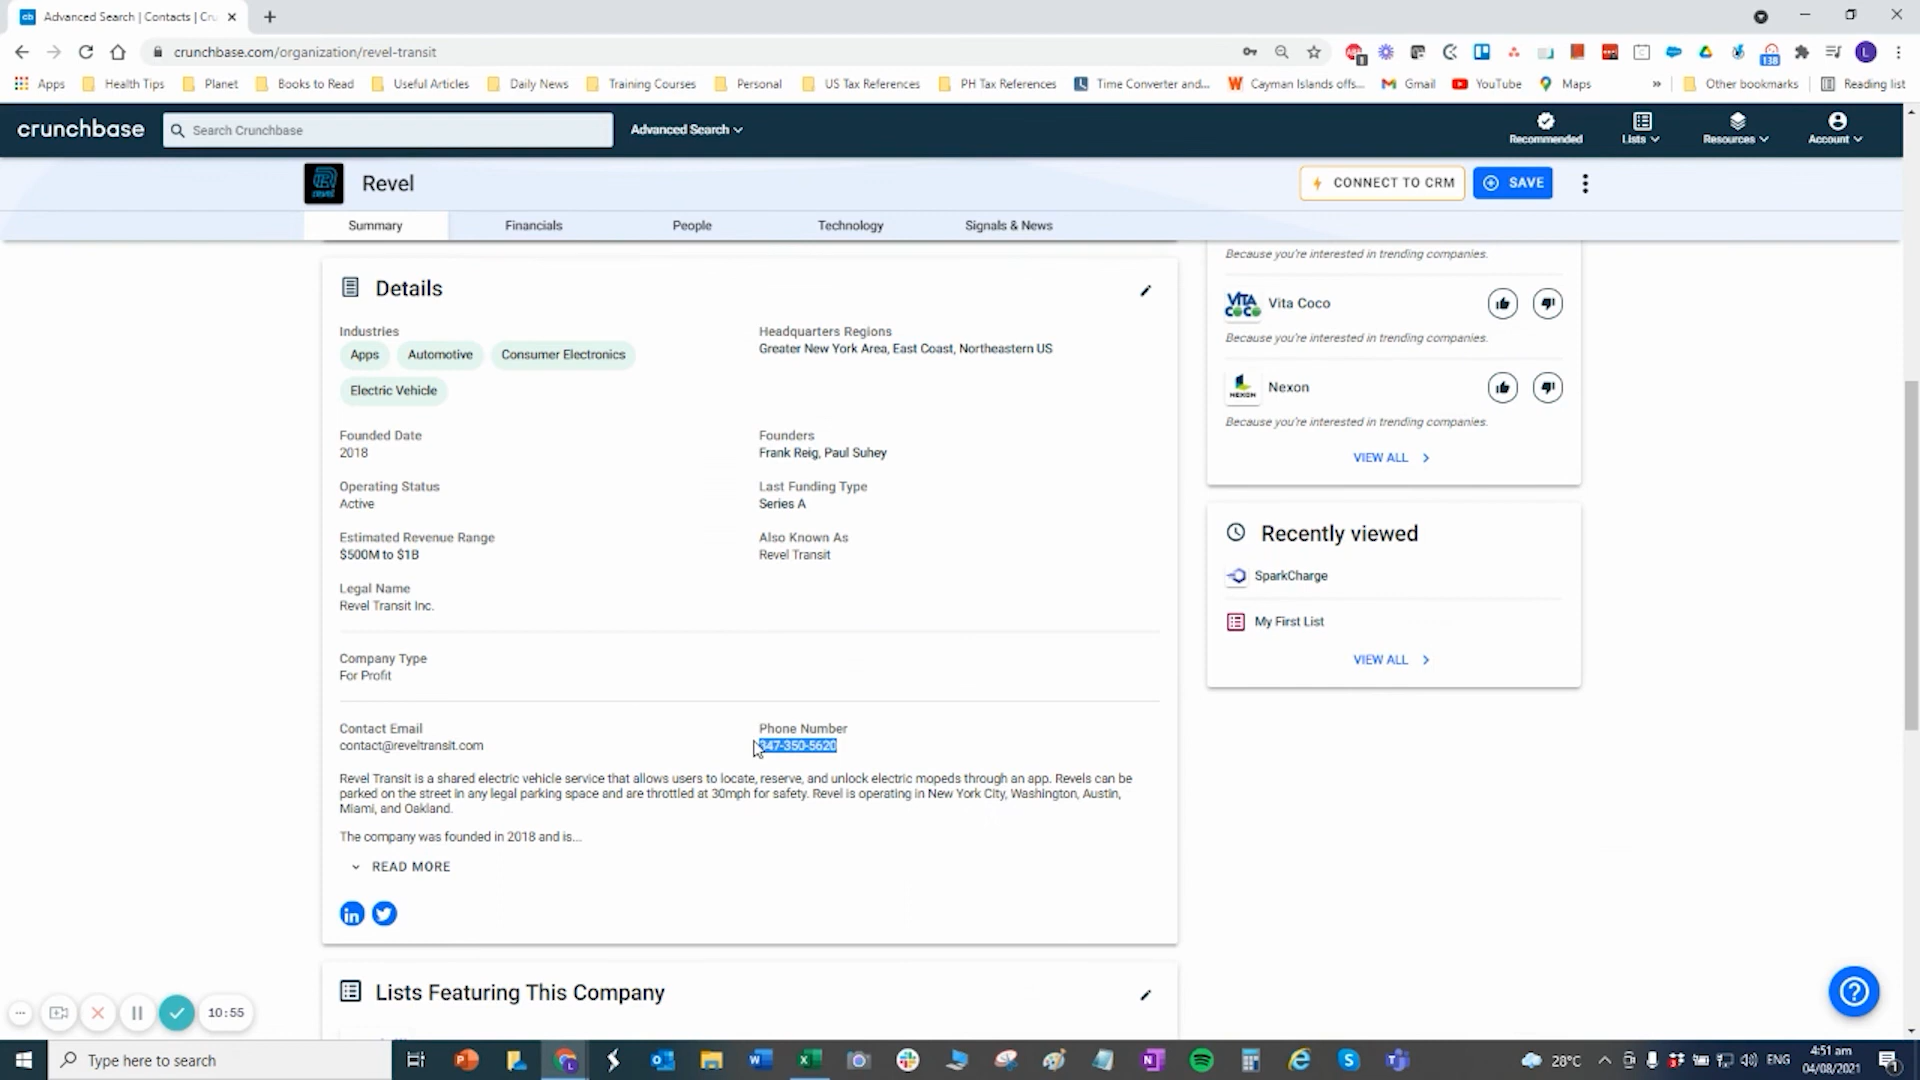 Advanced Search | Contacts | Cru
crunchbase.com/organization/revel-transit
138
Apps Health Tips Planet Books to Read Useful Articles Daily News Training Courses Personal US Tax References PH Tax References Time Converter and... Cayman Islands offs... Gmail YouTube Maps » Other bookmarks Reading list
crunchbase Search Crunchbase Advanced Search Recommended Lists Resources Account
Revel CONNECT TO CRM SAVE
Summary Financials People Technology Signals & News
Details
Industries
Apps Automotive Consumer Electronics
Electric Vehicle
Headquarters Regions
Greater New York Area, East Coast, Northeastern US
Founded Date
2018
Founders
Frank Reig, Paul Suhey
Operating Status
Active
Last Funding Type
Series A
Estimated Revenue Range
$500M to $1B
Also Known As
Revel Transit
Legal Name
Revel Transit Inc.
Company Type
For Profit
Contact Email
contact@reveltransit.com
Phone Number
347-350-5620
Revel Transit is a shared electric vehicle service that allows users to locate, reserve, and unlock electric mopeds through an app. Revels can be
parked on the street in any legal parking space and are throttled at 30mph for safety. Revel is operating in New York City, Washington, Austin,
Miami, and Oakland.
The company was founded in 2018 and is...
READ MORE
Lists Featuring This Company
Because you're interested in trending companies.
VITA COCO Vita Coco
Because you're interested in trending companies.
NEXON Nexon
Because you're interested in trending companies.
VIEW ALL
Recently viewed
SparkCharge
My First List
VIEW ALL
10:55
Type here to search
28°C ENG 4:51 am
04/08/2021